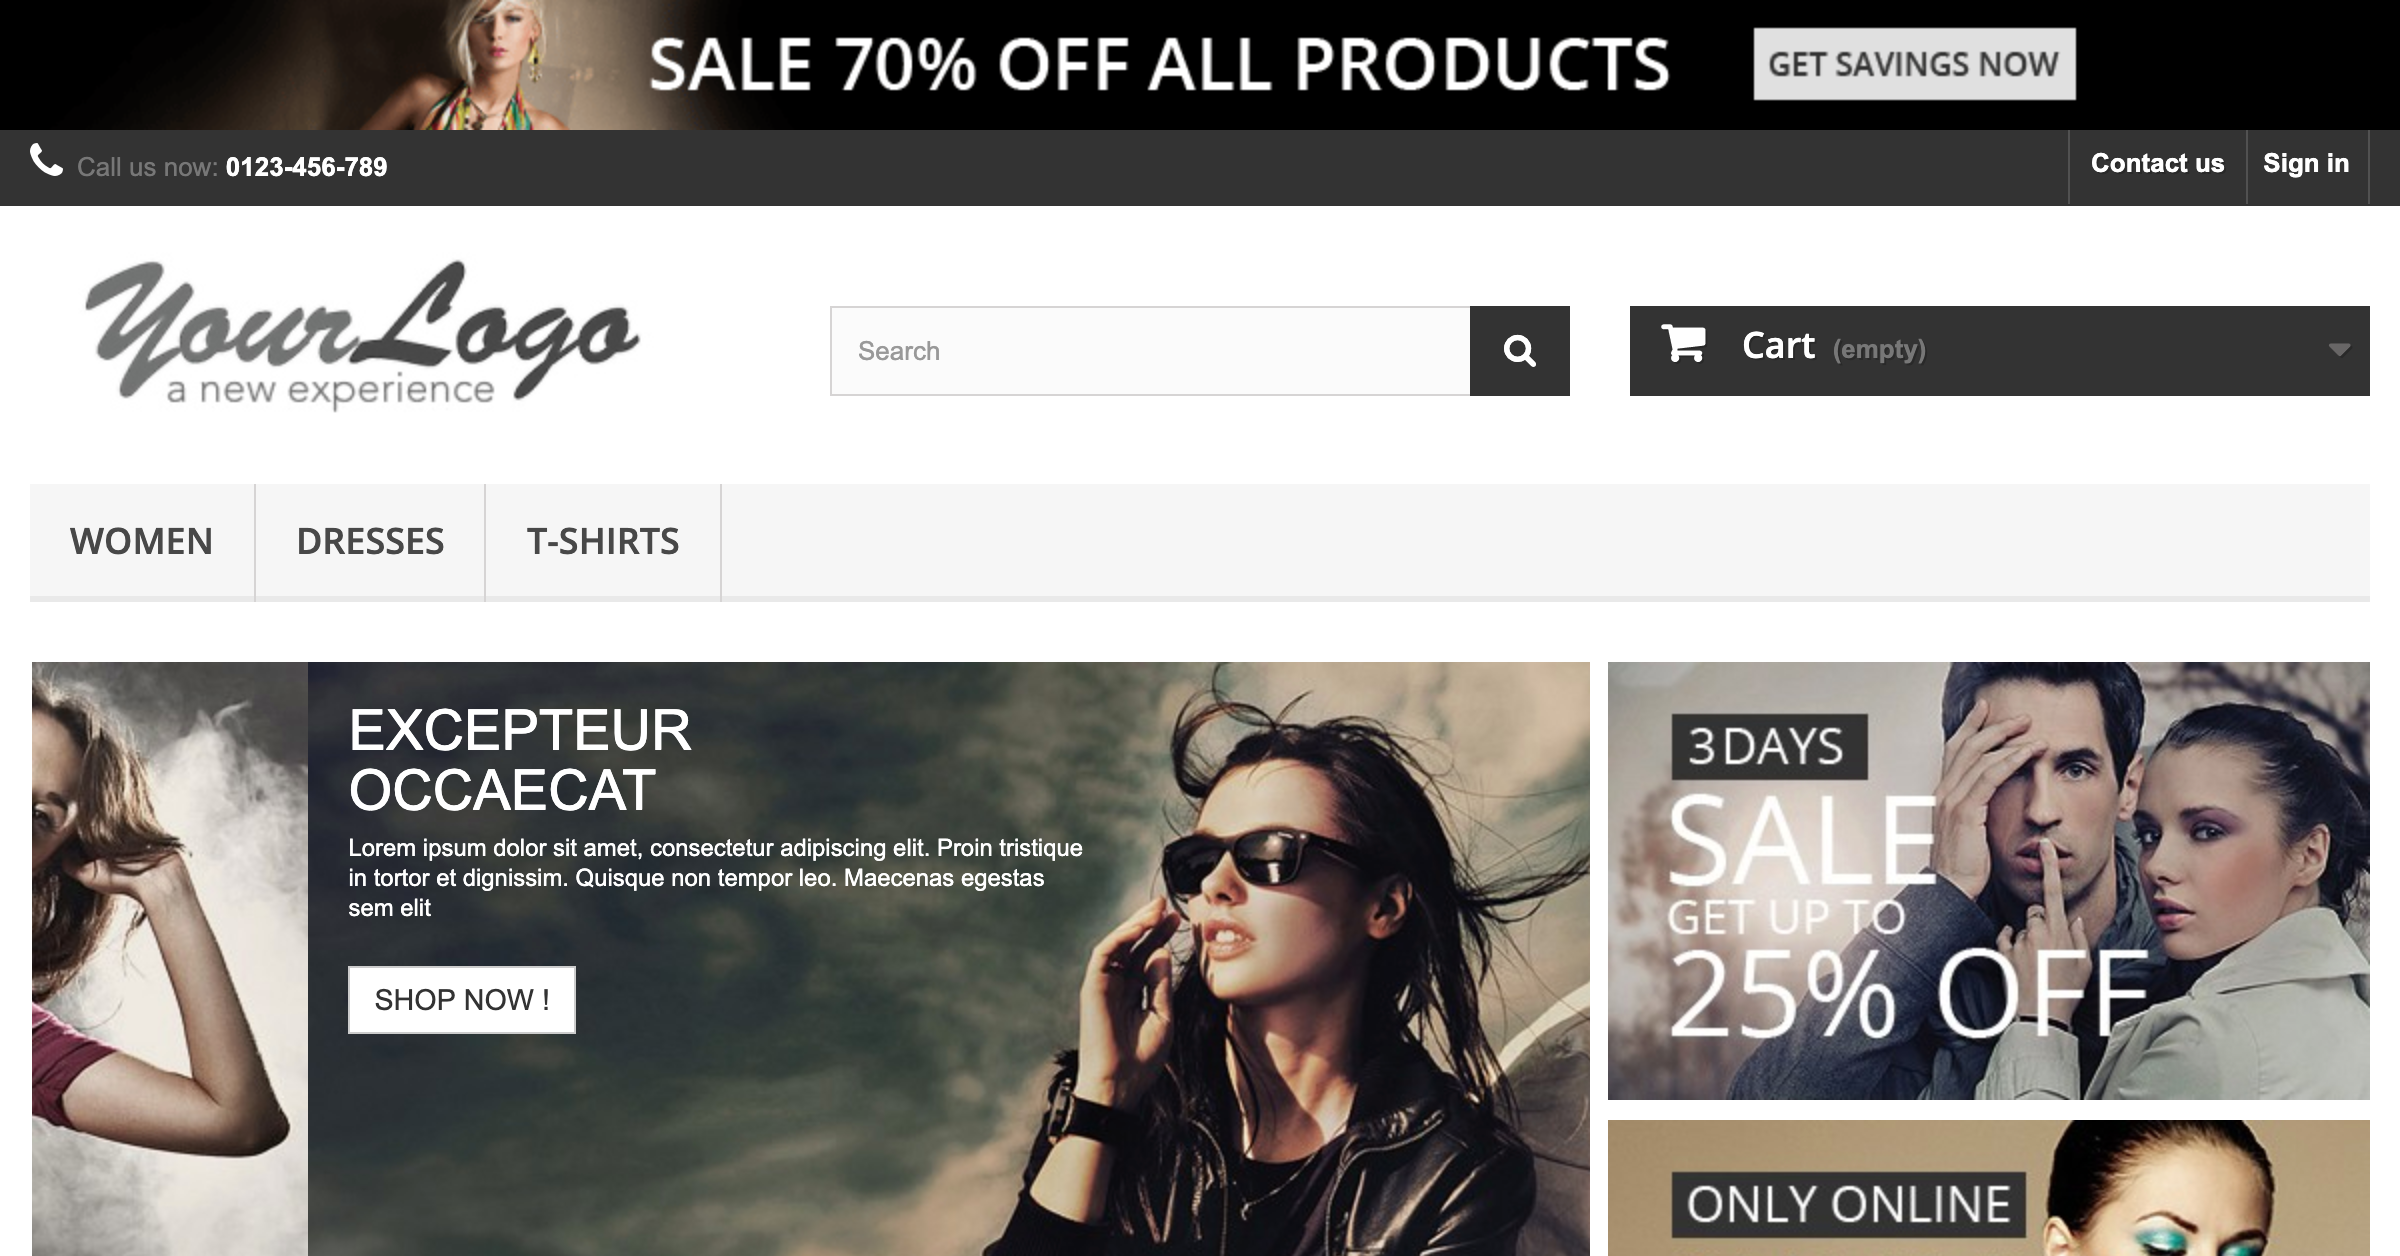 SALE 70% OFF ALL PRODUCTS
GET SAVINGS NOW
Call us now: 0123-456-789
Contact us
Sign in
YourLogo
a new experience
Search
Cart (empty)
WOMEN
DRESSES
T-SHIRTS
EXCEPTEUR
OCCAECAT
Lorem ipsum dolor sit amet, consectetur adipiscing elit. Proin tristique
in tortor et dignissim. Quisque non tempor leo. Maecenas egestas
sem elit
SHOP NOW !
3 DAYS
SALE
GET UP TO
25% OFF
ONLY ONLINE